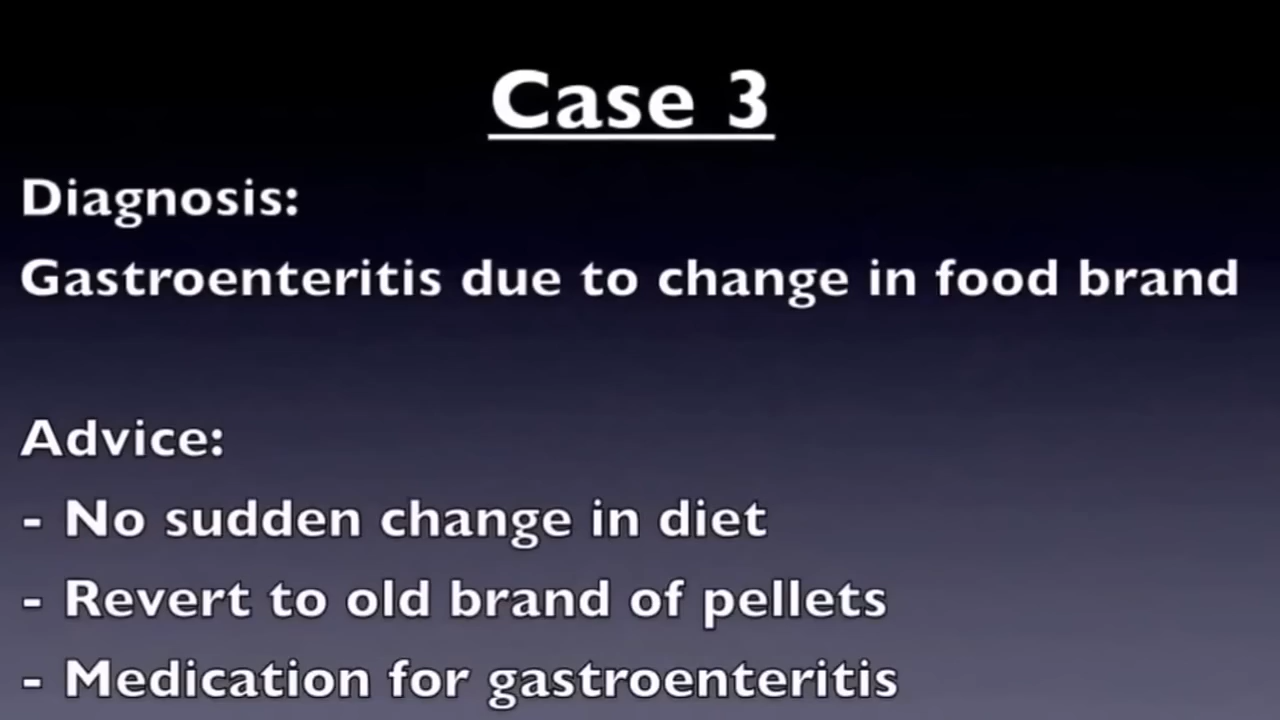 Case 3
Diagnosis:
Gastroenteritis due to change in food brand
Advice:
- No sudden change in diet
- Revert to old brand of pellets
- Medication for gastroenteritis